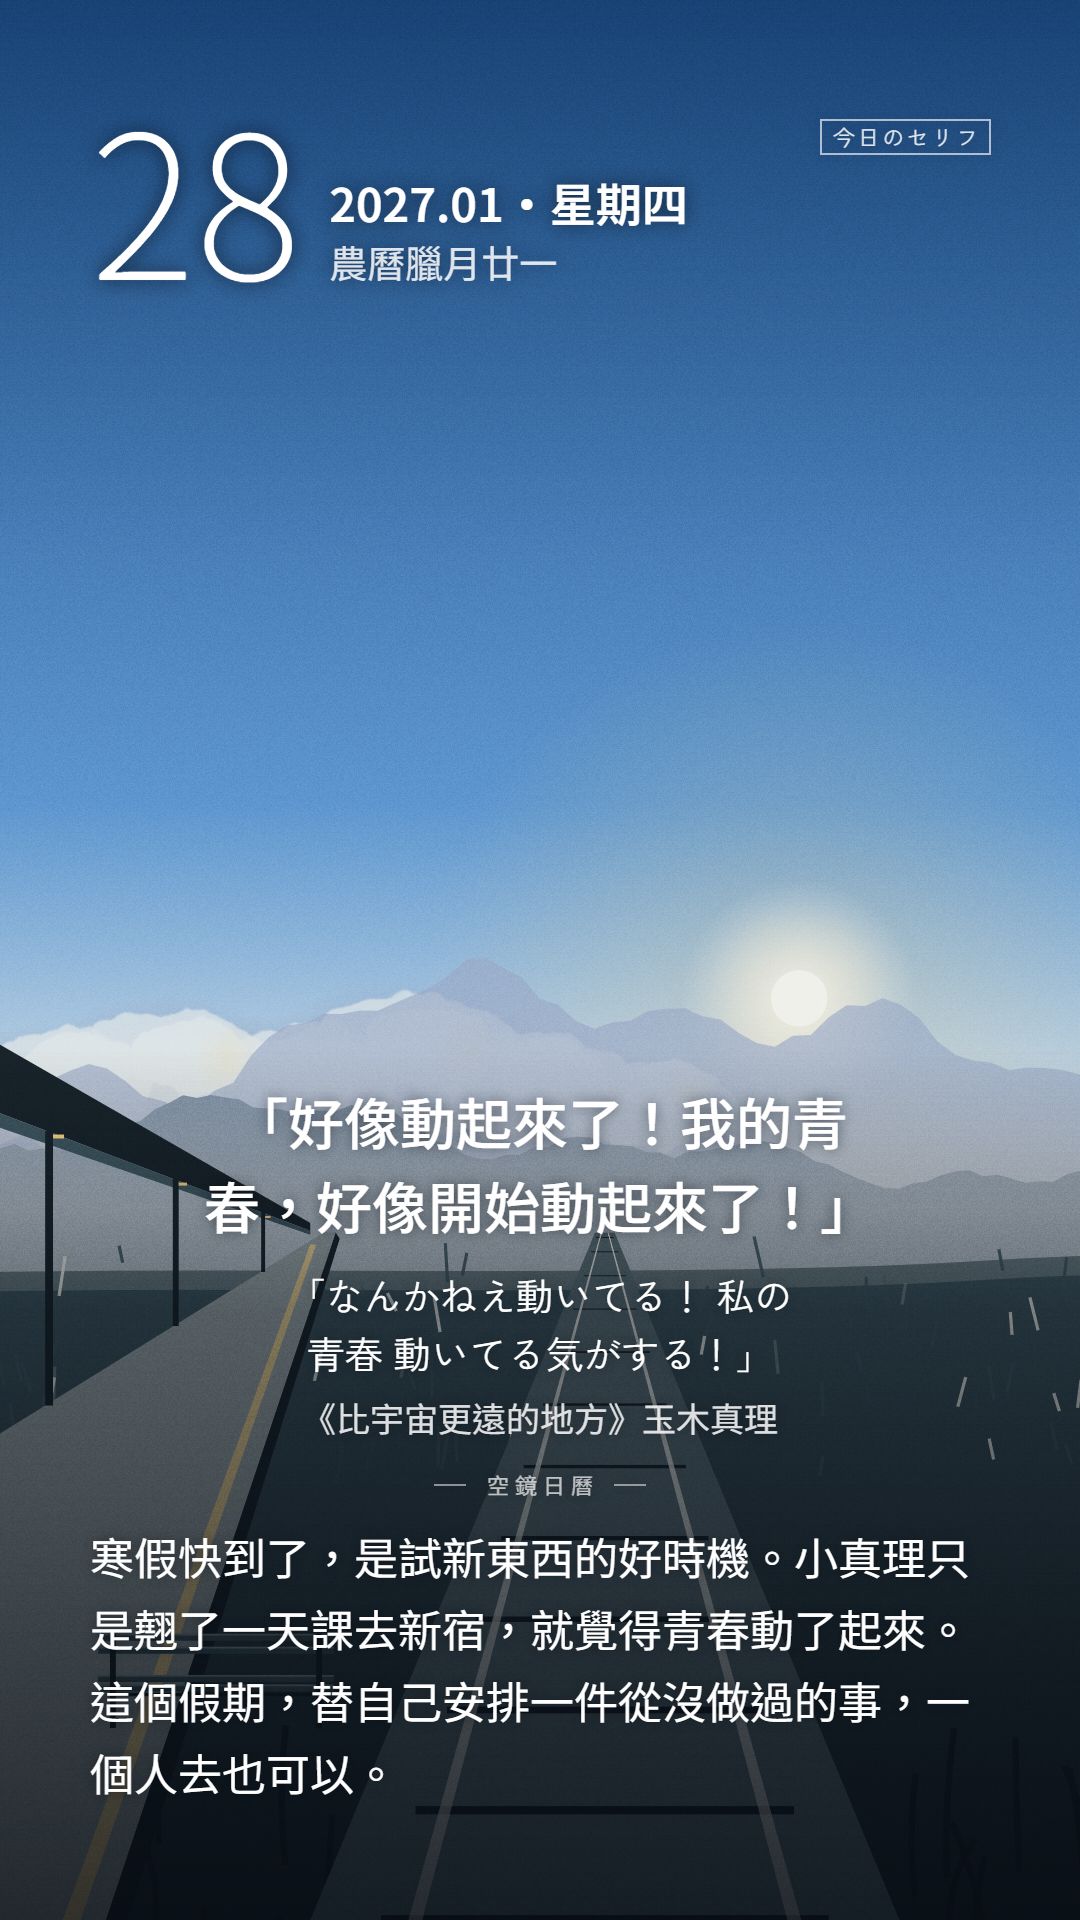 今日のセリフ
28
2027.01・星期四
農曆臘月廿一
「好像動起來了！我的青
春，好像開始動起來了！」
「なんかねえ動いてる！ 私の
青春 動いてる気がする！」
《比宇宙更遠的地方》玉木真理
空鏡日曆
寒假快到了，是試新東西的好時機。小真理只
是翹了一天課去新宿，就覺得青春動了起來。
這個假期，替自己安排一件從沒做過的事，一
個人去也可以。